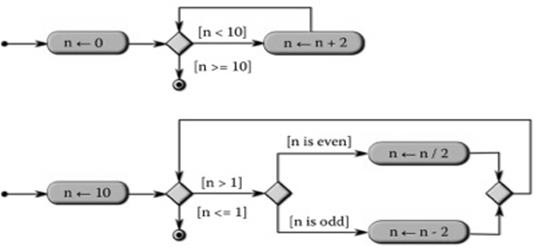 [n < 10]
n ← 0
n ← n + 2
[n >= 10]
[n is even]
n ← n / 2
[n > 1]
n ← 10
[n <= 1]
[n is odd]
n ← n - 2